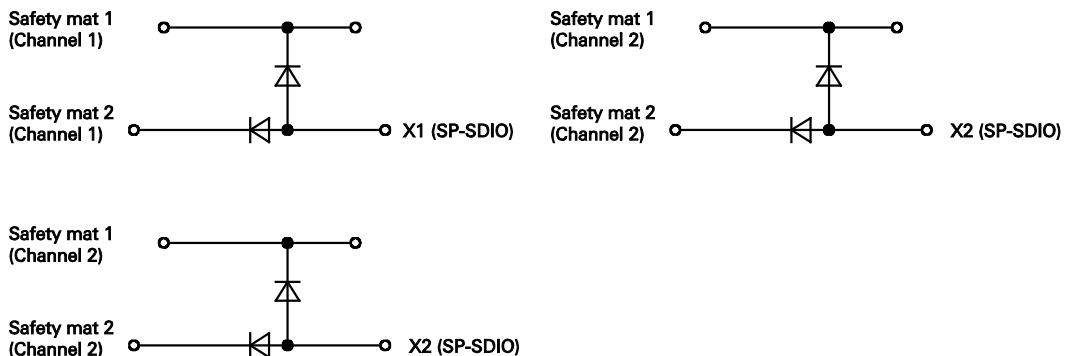 Safety mat 1
(Channel 1)
Safety mat 2
(Channel 1)
X1 (SP-SDIO)
Safety mat 1
(Channel 2)
Safety mat 2
(Channel 2)
X2 (SP-SDIO)
Safety mat 1
(Channel 2)
Safety mat 2
(Channel 2)
X2 (SP-SDIO)